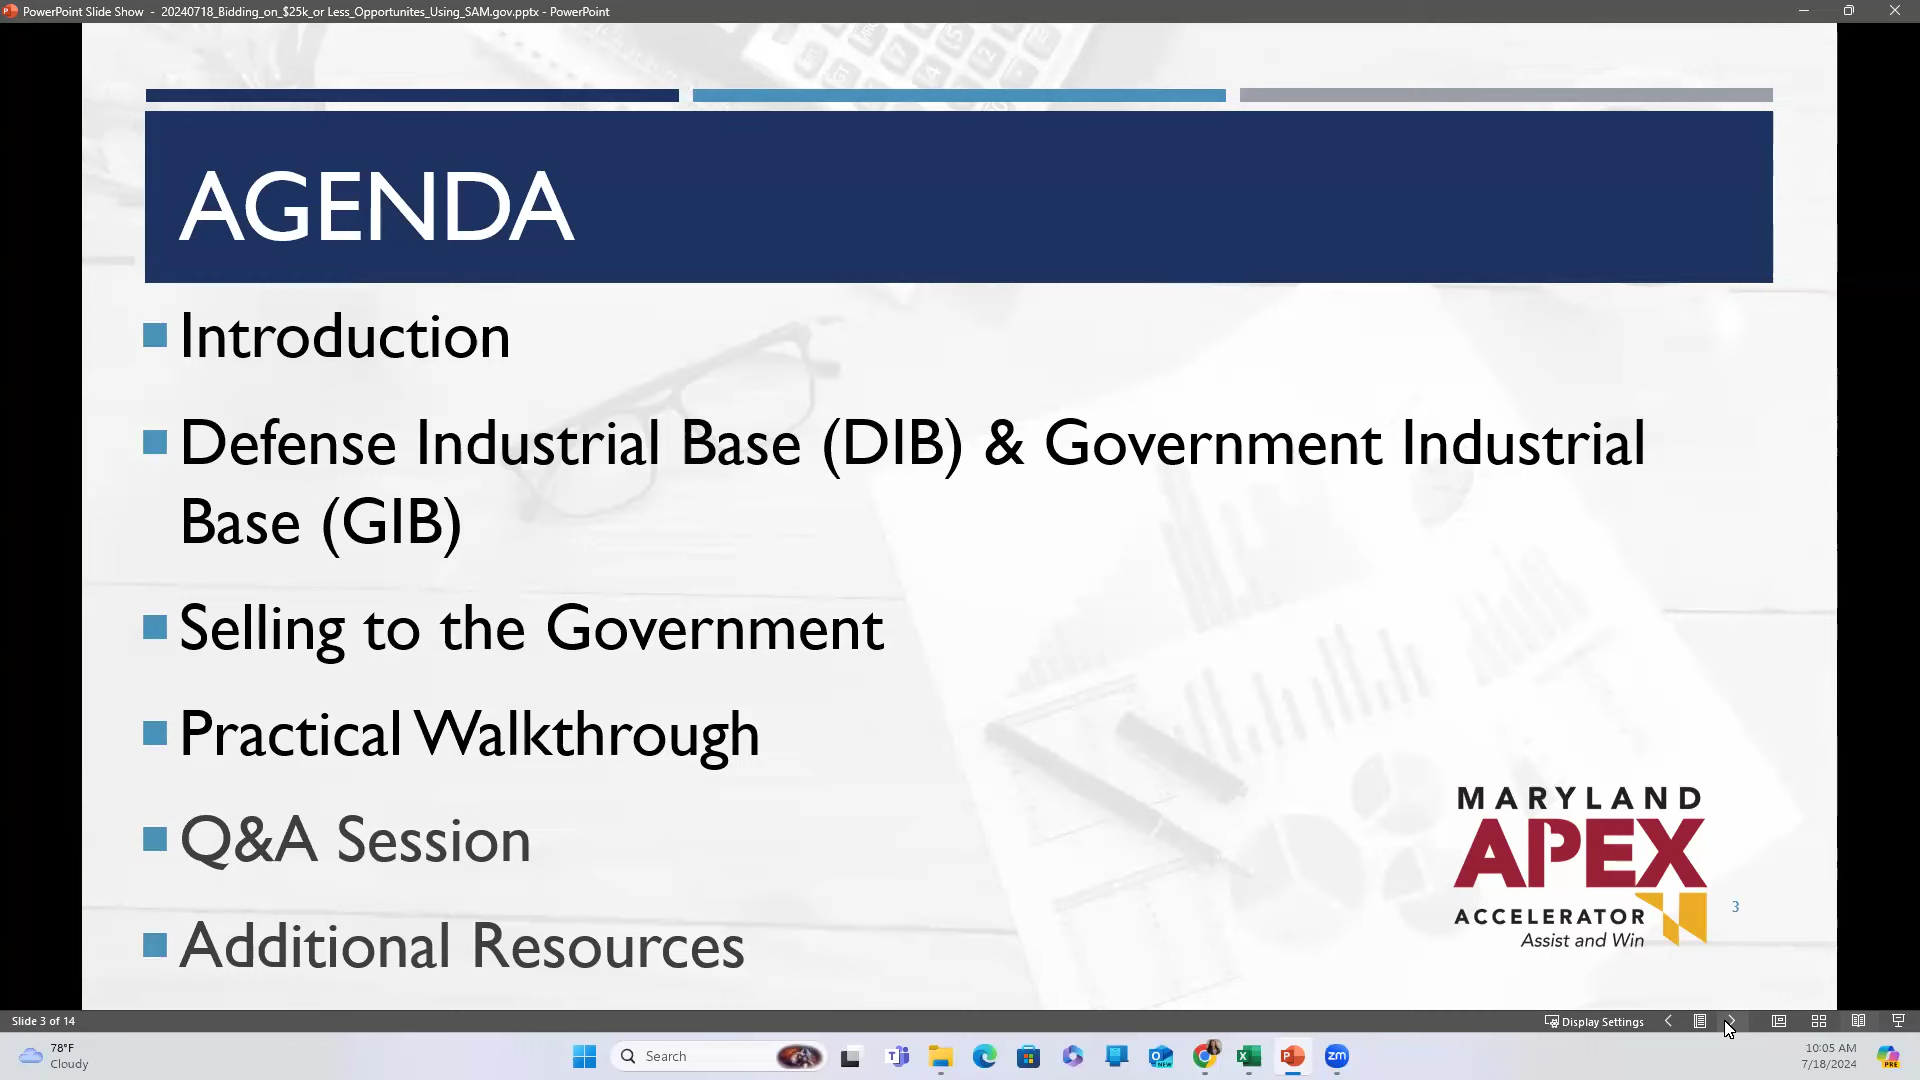 PowerPoint Slide Show - 20240718_Bidding_on_$25k_or Less_Opportunites_Using_SAM.gov.pptx - PowerPoint
AGENDA
Introduction
Defense Industrial Base (DIB) & Government Industrial
Base (GIB)
Selling to the Government
Practical Walkthrough
Q&A Session
Additional Resources
MARYLAND
APEX
ACCELERATOR
Assist and Win
3
Slide 3 of 14
Display Settings
78°F
Cloudy
Search
zm
10:05 AM
7/18/2024